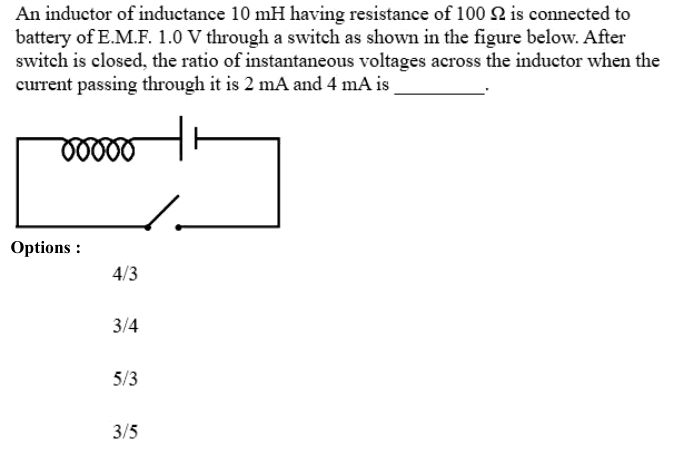 An inductor of inductance 10 mH having resistance of 100 Ω is connected to
battery of E.M.F. 1.0 V through a switch as shown in the figure below. After
switch is closed, the ratio of instantaneous voltages across the inductor when the
current passing through it is 2 mA and 4 mA is __________.
Options :
4/3
3/4
5/3
3/5